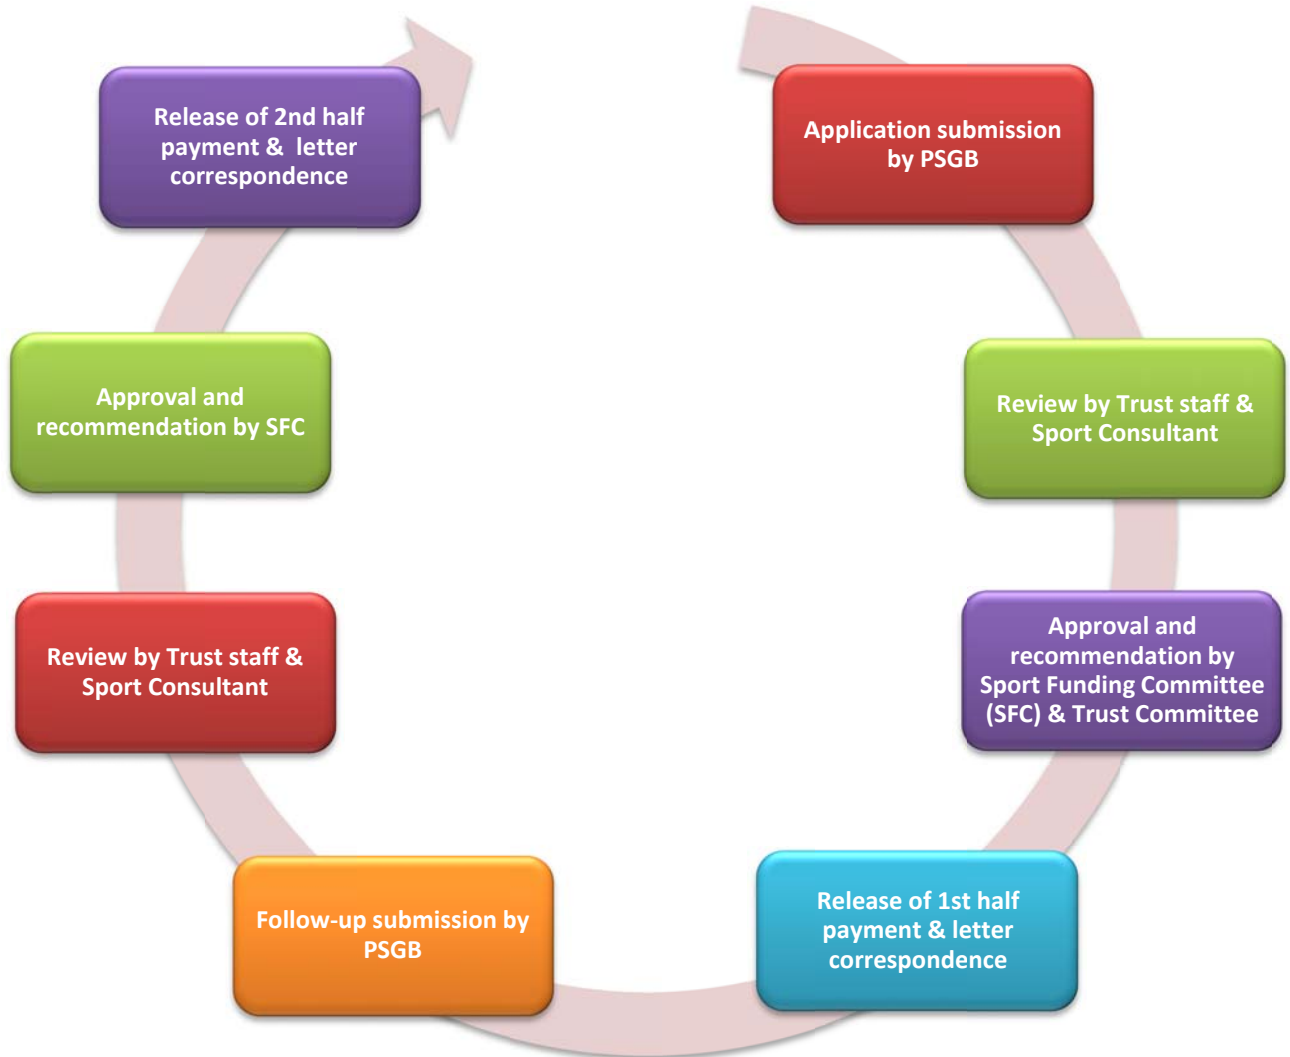 Application submission
by PSGB
Review by Trust staff &
Sport Consultant
Approval and
recommendation by
Sport Funding Committee
(SFC) & Trust Committee
Release of 1st half
payment & letter
correspondence
Follow-up submission by
PSGB
Review by Trust staff &
Sport Consultant
Approval and
recommendation by SFC
Release of 2nd half
payment & letter
correspondence